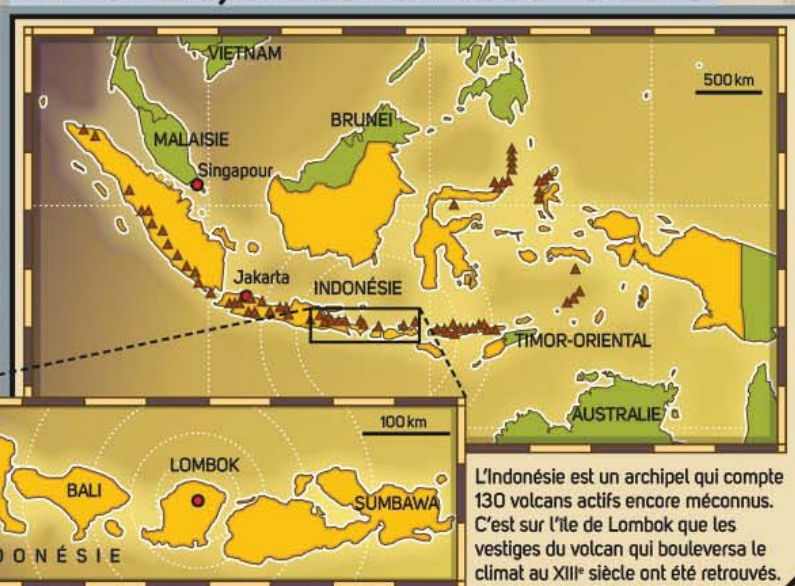 VIETNAM
500 km
BRUNEI
MALAISIE
Singapour
Jakarta
INDONÉSIE
TIMOR-ORIENTAL
AUSTRALIE
100 km
LOMBOK
BALI
SUMBAWA
DONÉSIE
L'Indonésie est un archipel qui compte
130 volcans actifs encore méconnus.
C'est sur l'île de Lombok que les
vestiges du volcan qui bouleversa le
climat au XIIIᵉ siècle ont été retrouvés.